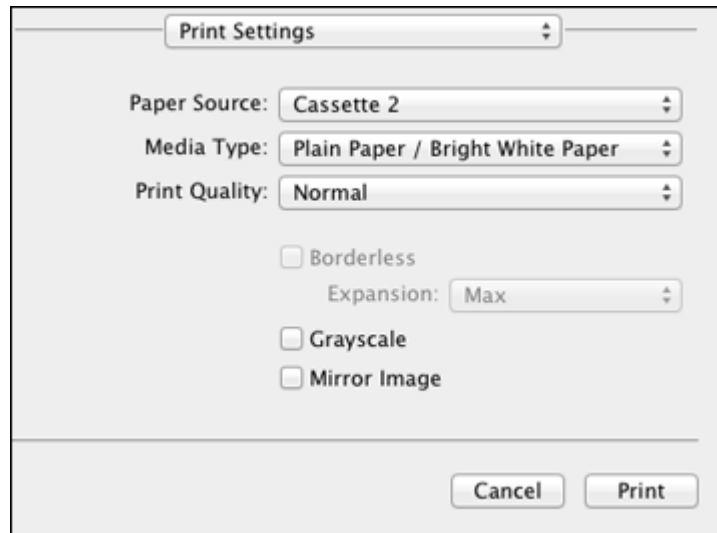 Print Settings
Paper Source: Cassette 2
Media Type: Plain Paper / Bright White Paper
Print Quality: Normal
Borderless
Expansion: Max
Grayscale
Mirror Image
Cancel Print